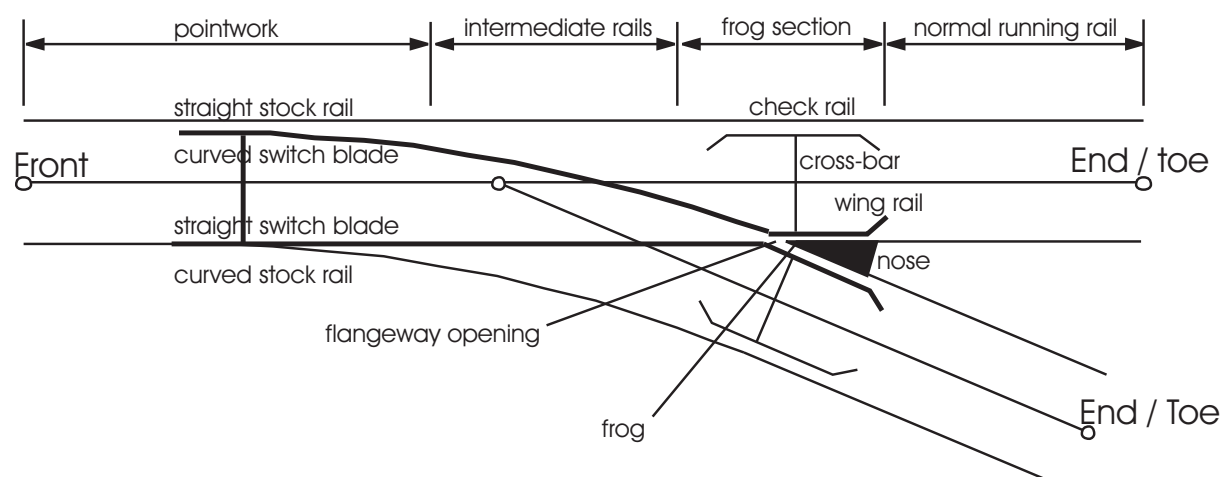 pointwork
intermediate rails
frog section
normal running rail
straight stock rail
check rail
curved switch blade
Front
cross-bar
End / toe
wing rail
straight switch blade
nose
curved stock rail
flangeway opening
End / Toe
frog